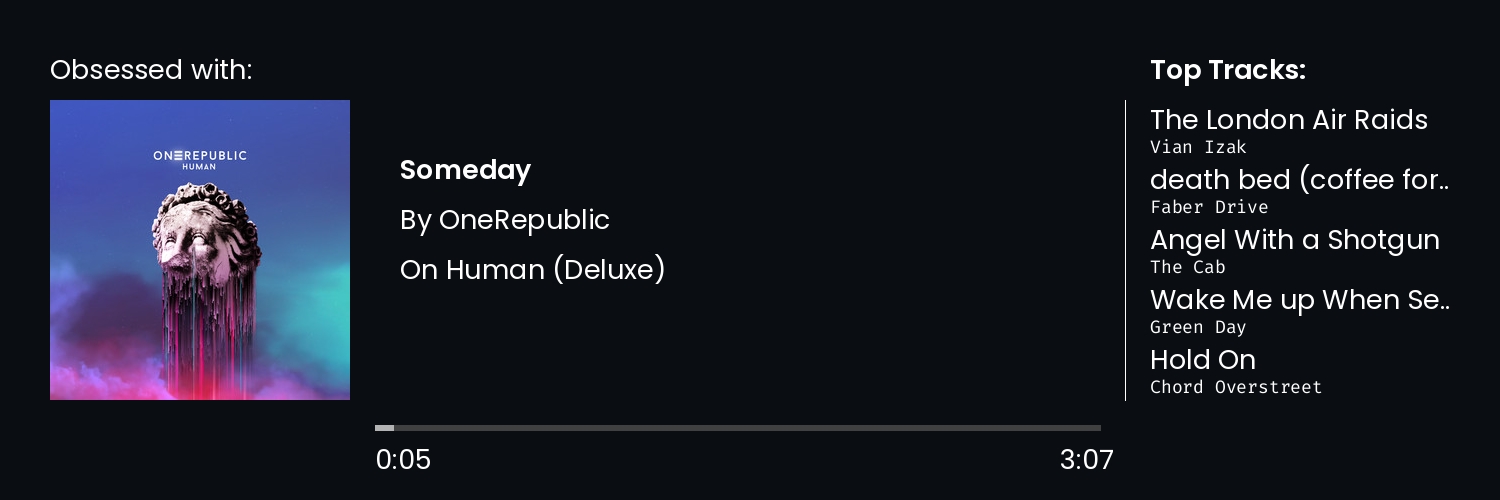 Obsessed with:
ONEREPUBLIC
HUMAN
Someday
By OneRepublic
On Human (Deluxe)
0:05
3:07
Top Tracks:
The London Air Raids
Vian Izak
death bed (coffee for..
Faber Drive
Angel With a Shotgun
The Cab
Wake Me up When Se..
Green Day
Hold On
Chord Overstreet